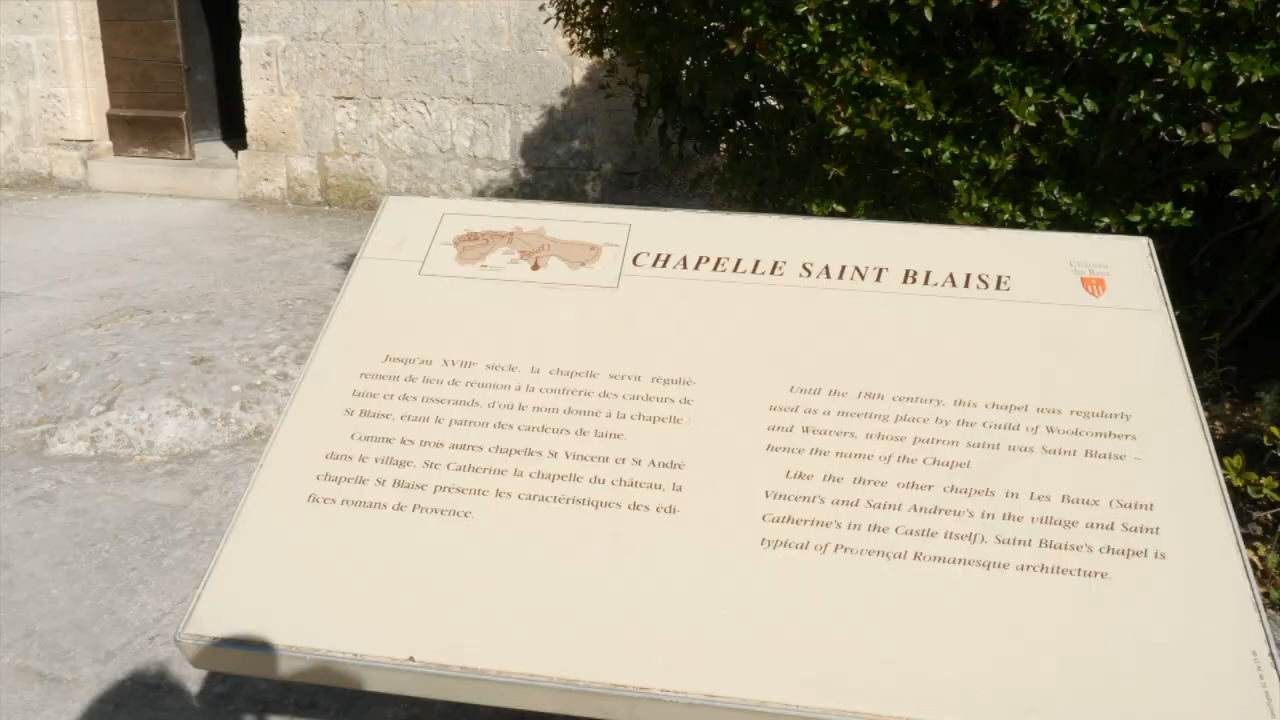 CHAPELLE SAINT BLAISE
Château
des Baux
Jusqu'au XVIIIe siècle, la chapelle servit réguliè-
rement de lieu de réunion à la confrérie des cardeurs de
laine et des tisserands, d'où le nom donné à la chapelle :
St Blaise, étant le patron des cardeurs de laine.
Comme les trois autres chapelles St Vincent et St André
dans le village, Ste Catherine la chapelle du château, la
chapelle St Blaise présente les caractéristiques des édi-
fices romans de Provence.
Until the 18th century, this chapel was regularly
used as a meeting place by the Guild of Woolcombers
and Weavers, whose patron saint was Saint Blaise –
hence the name of the Chapel.
Like the three other chapels in Les Baux (Saint
Vincent's and Saint Andrew's in the village and Saint
Catherine's in the Castle itself), Saint Blaise's chapel is
typical of Provençal Romanesque architecture.